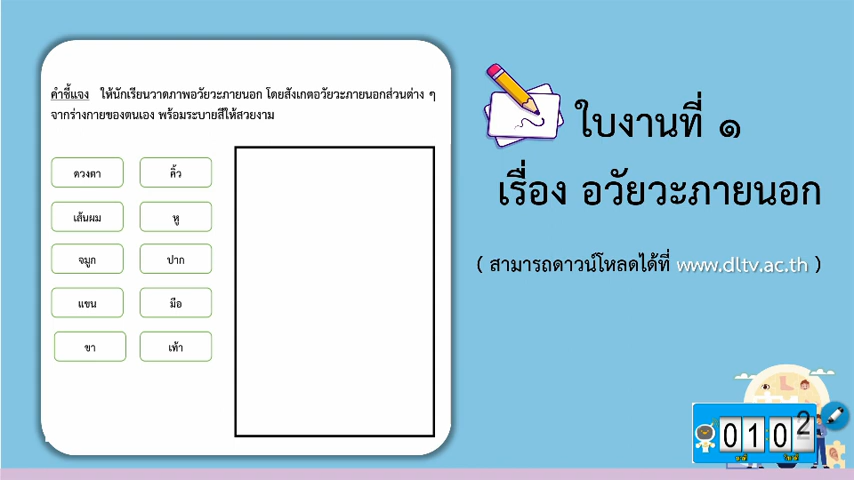 คำชี้แจง ให้นักเรียนวาดภาพอวัยวะภายนอก โดยสังเกตอวัยวะภายนอกส่วนต่าง ๆ
จากร่างกายของตนเอง พร้อมระบายสีให้สวยงาม
ดวงตา
คิ้ว
เส้นผม
หู
จมูก
ปาก
แขน
มือ
ขา
เท้า
ใบงานที่ ๑
เรื่อง อวัยวะภายนอก
( สามารถดาวน์โหลดได้ที่ www.dltv.ac.th )
01 02